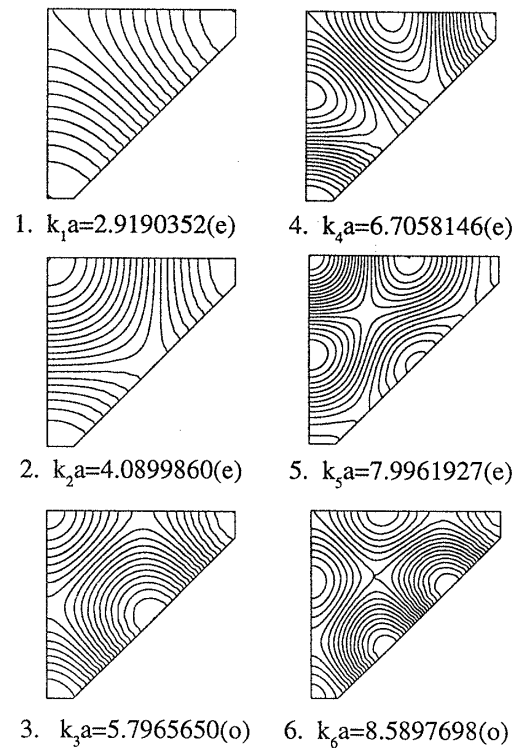 1. k₁a=2.9190352(e)
4. k₄a=6.7058146(e)
2. k₂a=4.0899860(e)
5. k₅a=7.9961927(e)
3. k₃a=5.7965650(o)
6. k₆a=8.5897698(o)